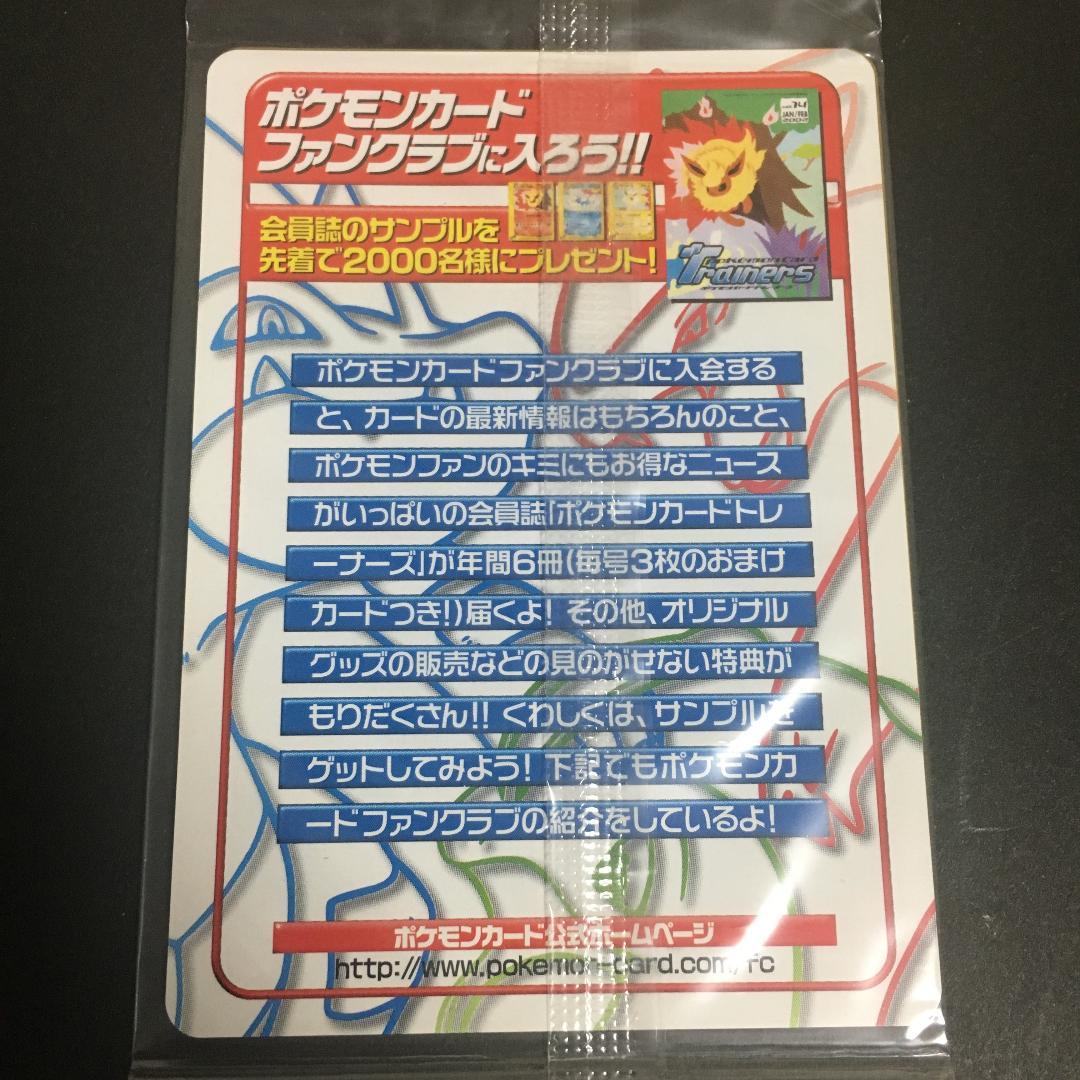 ポケモンカード
ファンクラブに入ろう!!
会員誌のサンプルを
先着で2000名様にプレゼント!
14
JAN/FEB
2002
Pokémon Card
Trainers
ポケモンカードファンクラブに入会する
と、カードの最新情報はもちろんのこと、
ポケモンファンのキミにもお得なニュース
がいっぱいの会員誌「ポケモンカードトレ
ーナーズ」が年間6冊(毎号3枚のおまけ
カードつき!)届くよ! その他、オリジナル
グッズの販売などの見のがせない特典が
もりだくさん!! くわしくは、サンプルを
ゲットしてみよう! 下記でもポケモンカ
ードファンクラブの紹介をしているよ!
ポケモンカード公式ホームページ
http://www.pokemon-card.com/fc